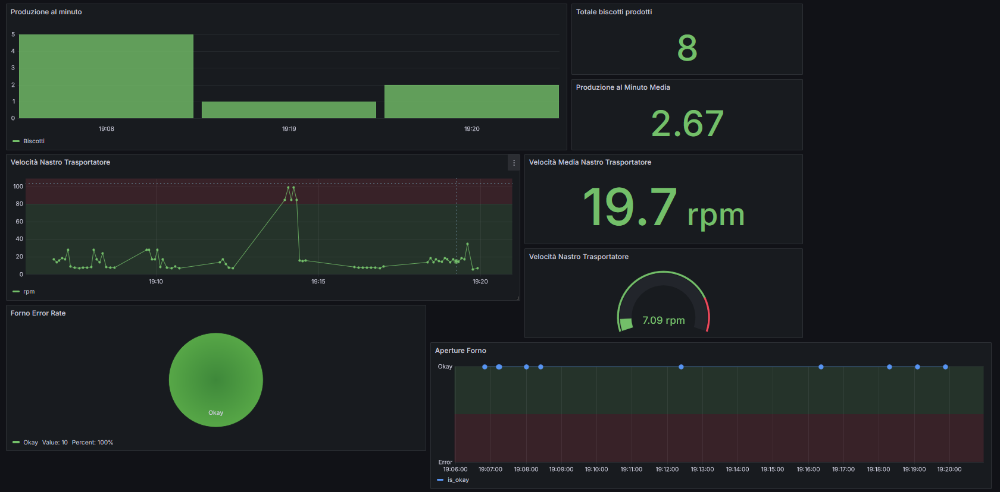 Produzione al minuto
5
4
3
2
1
0
19:08 19:19 19:20
Biscotti
Totale biscotti prodotti
8
Produzione al Minuto Media
2.67
Velocità Nastro Trasportatore
100
80
60
40
20
0
19:10 19:15 19:20
rpm
Velocità Media Nastro Trasportatore
19.7 rpm
Velocità Nastro Trasportatore
7.09 rpm
Forno Error Rate
Okay
Okay Value: 10 Percent: 100%
Aperture Forno
Okay
Error
19:06:00 19:07:00 19:08:00 19:09:00 19:10:00 19:11:00 19:12:00 19:13:00 19:14:00 19:15:00 19:16:00 19:17:00 19:18:00 19:19:00 19:20:00
is_okay